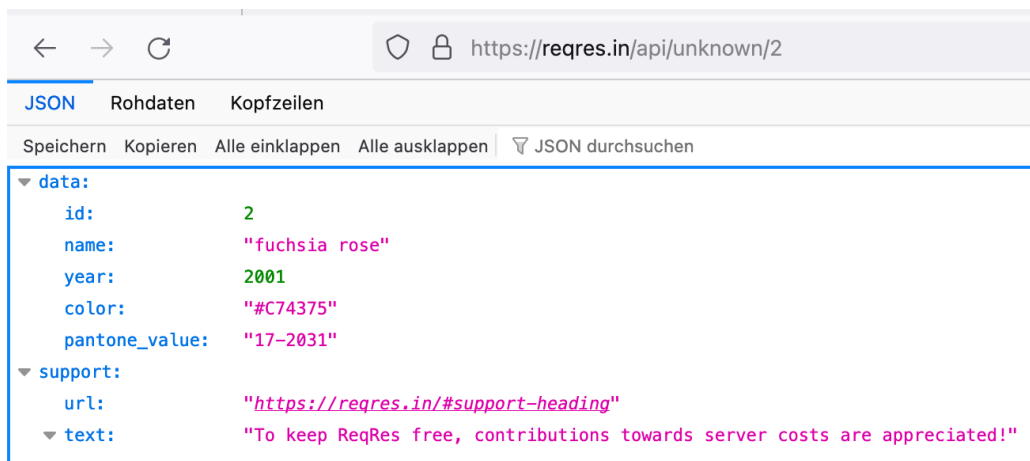 https://reqres.in/api/unknown/2
JSON Rohdaten Kopfzeilen
Speichern Kopieren Alle einklappen Alle ausklappen JSON durchsuchen
data:
id: 2
name: "fuchsia rose"
year: 2001
color: "#C74375"
pantone_value: "17-2031"
support:
url: "https://reqres.in/#support-heading"
text: "To keep ReqRes free, contributions towards server costs are appreciated!"